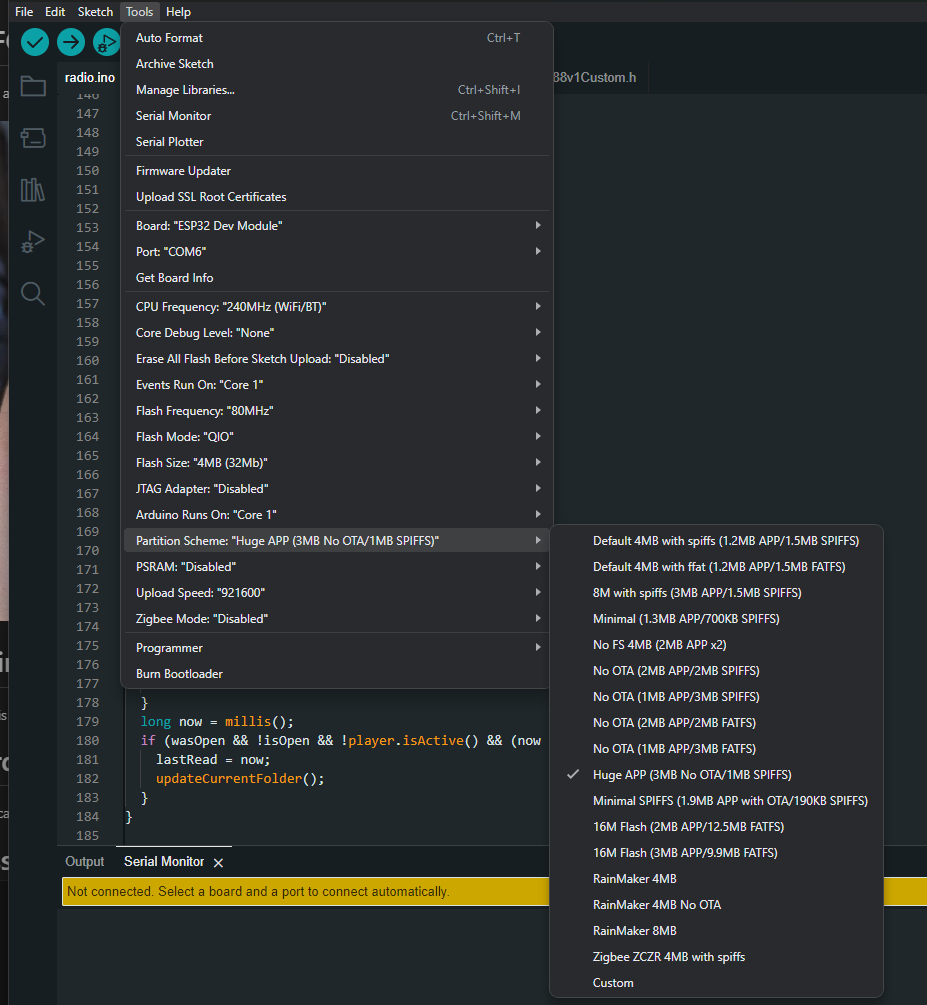 File Edit Sketch Tools Help
radio.ino
38v1Custom.h
Auto Format Ctrl+T
Archive Sketch
Manage Libraries... Ctrl+Shift+I
Serial Monitor Ctrl+Shift+M
Serial Plotter
Firmware Updater
Upload SSL Root Certificates
Board: "ESP32 Dev Module"
Port: "COM6"
Get Board Info
CPU Frequency: "240MHz (WiFi/BT)"
Core Debug Level: "None"
Erase All Flash Before Sketch Upload: "Disabled"
Events Run On: "Core 1"
Flash Frequency: "80MHz"
Flash Mode: "QIO"
Flash Size: "4MB (32Mb)"
JTAG Adapter: "Disabled"
Arduino Runs On: "Core 1"
Partition Scheme: "Huge APP (3MB No OTA/1MB SPIFFS)"
PSRAM: "Disabled"
Upload Speed: "921600"
Zigbee Mode: "Disabled"
Programmer
Burn Bootloader
Default 4MB with spiffs (1.2MB APP/1.5MB SPIFFS)
Default 4MB with ffat (1.2MB APP/1.5MB FATFS)
8M with spiffs (3MB APP/1.5MB SPIFFS)
Minimal (1.3MB APP/700KB SPIFFS)
No FS 4MB (2MB APP x2)
No OTA (2MB APP/2MB SPIFFS)
No OTA (1MB APP/3MB SPIFFS)
No OTA (2MB APP/2MB FATFS)
No OTA (1MB APP/3MB FATFS)
Huge APP (3MB No OTA/1MB SPIFFS)
Minimal SPIFFS (1.9MB APP with OTA/190KB SPIFFS)
16M Flash (2MB APP/12.5MB FATFS)
16M Flash (3MB APP/9.9MB FATFS)
RainMaker 4MB
RainMaker 4MB No OTA
RainMaker 8MB
Zigbee ZCZR 4MB with spiffs
Custom
146
147
148
149
150
151
152
153
154
155
156
157
158
159
160
161
162
163
164
165
166
167
168
169
170
171
172
173
174
175
176
177
178 }
179 long now = millis();
180 if (wasOpen && !isOpen && !player.isActive() && (now
181 lastRead = now;
182 updateCurrentFolder();
183 }
184 }
185
Output Serial Monitor
Not connected. Select a board and a port to connect automatically.